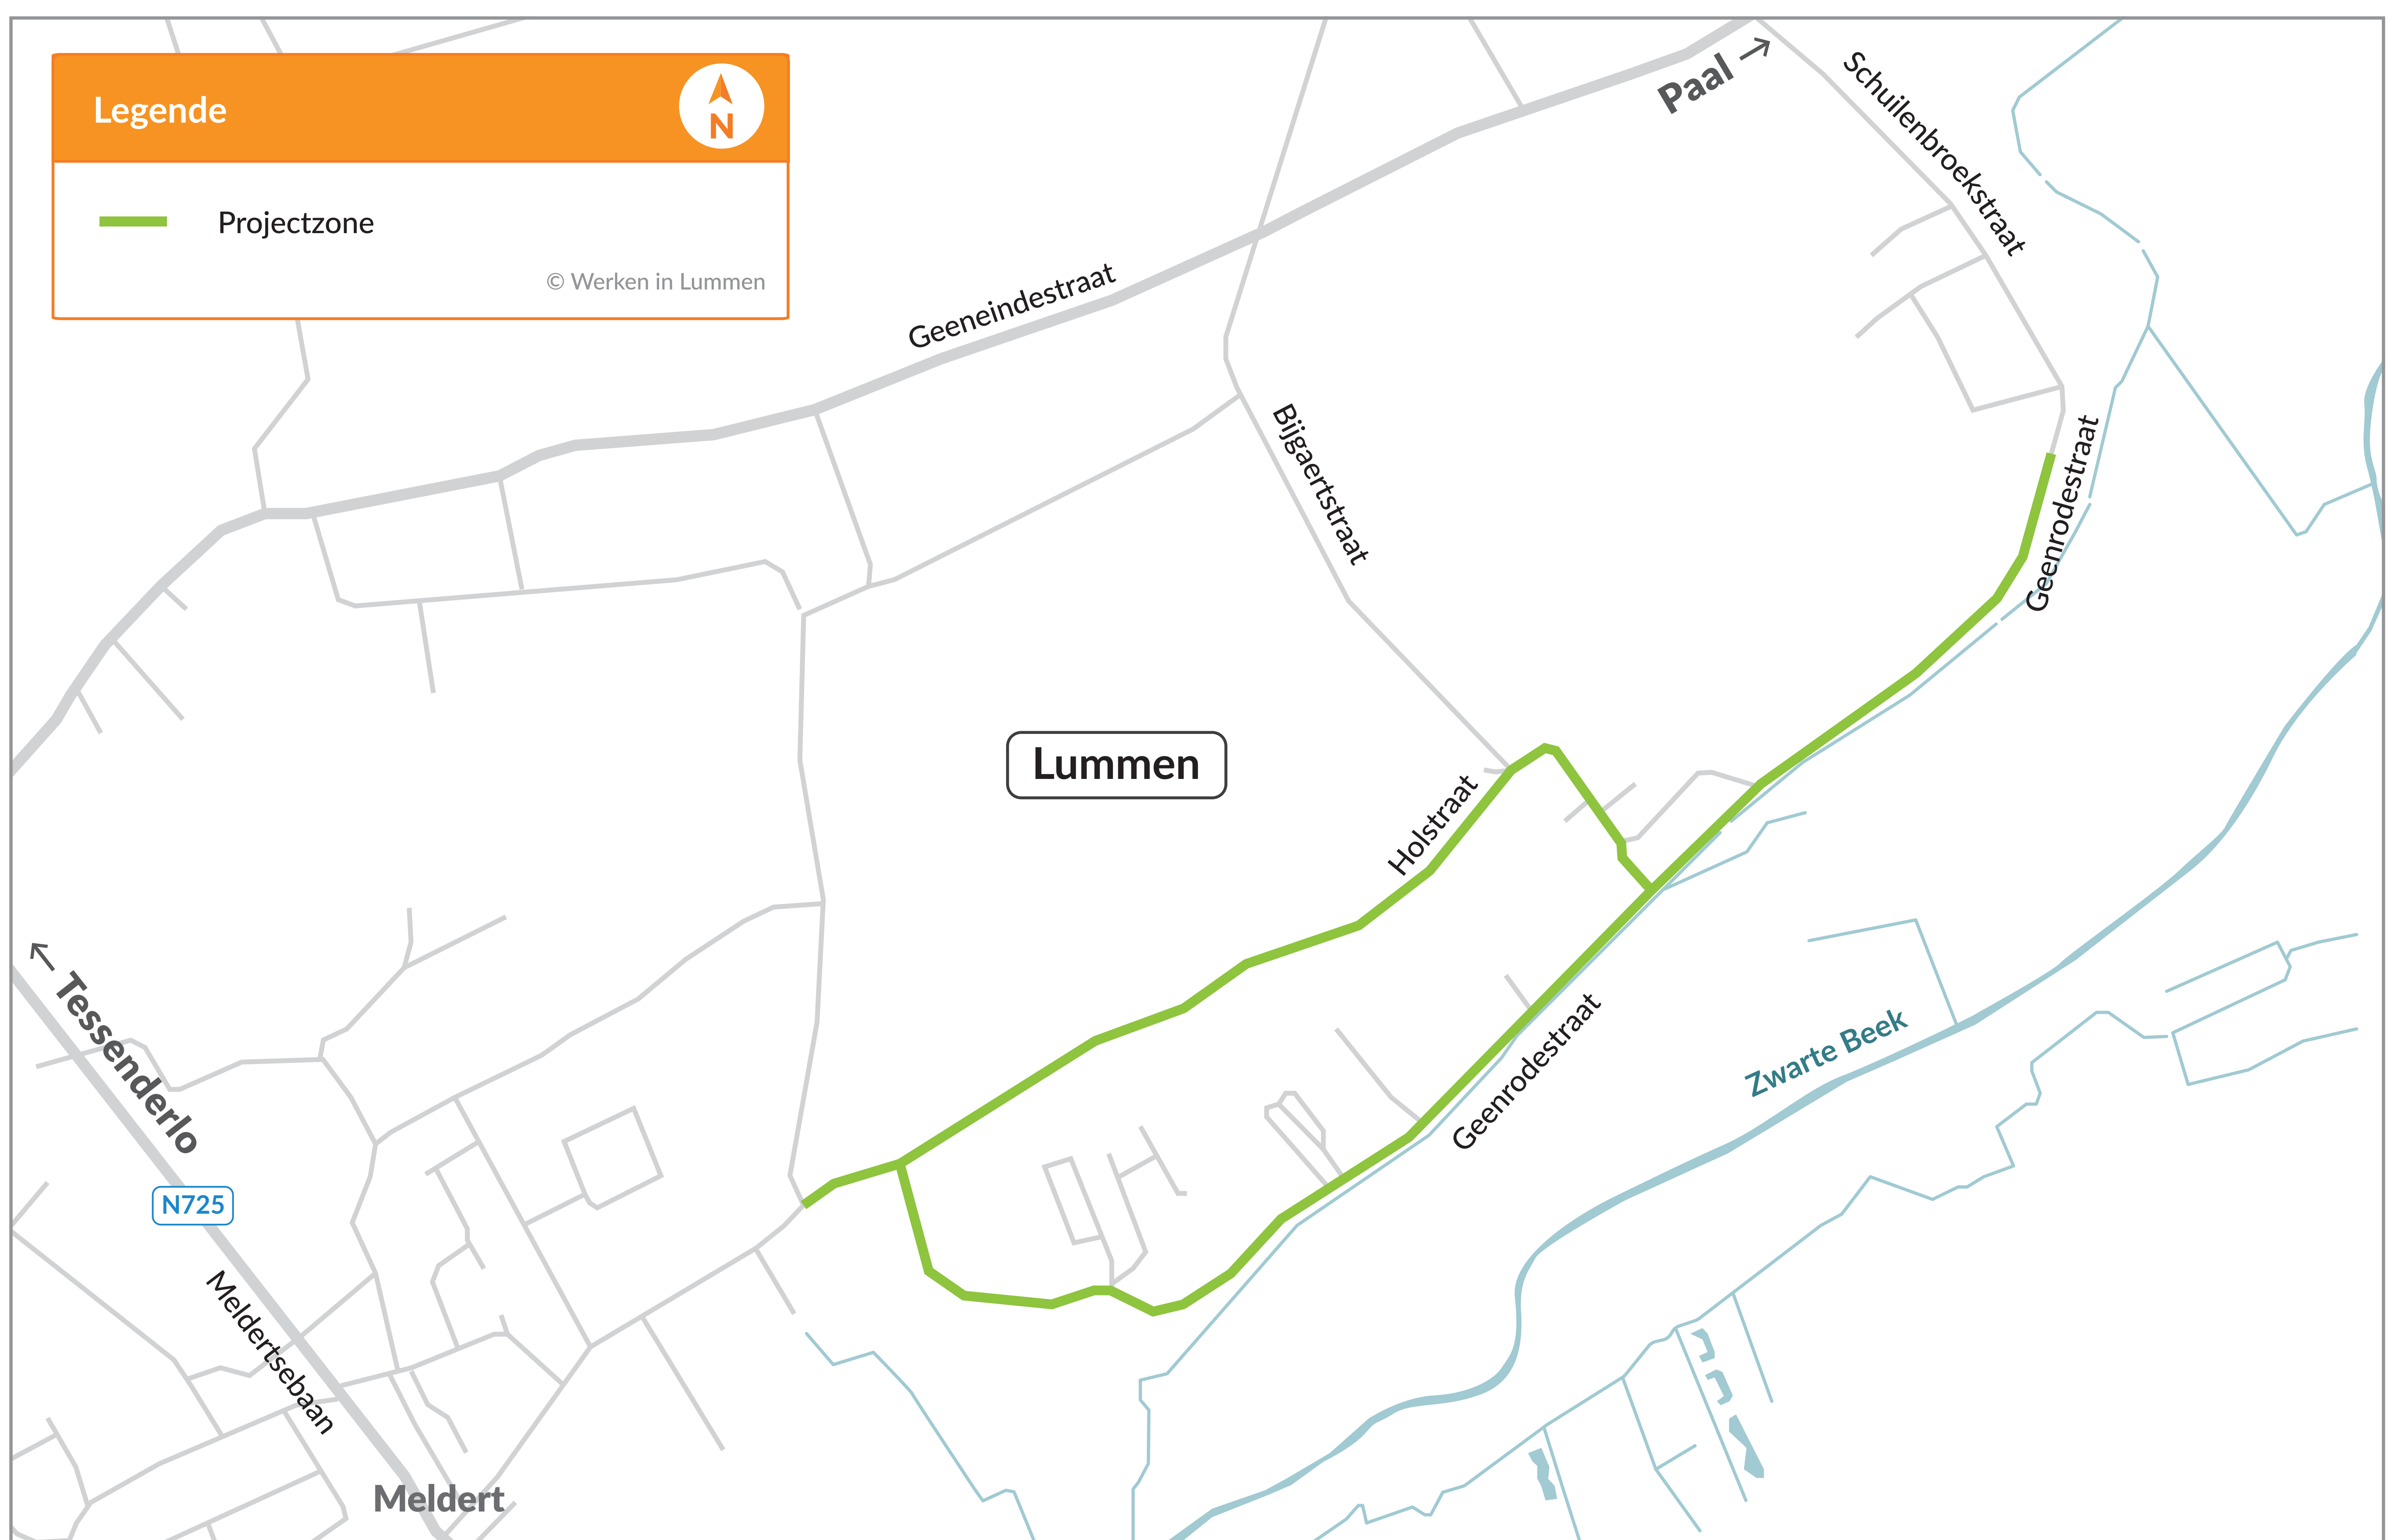 Legende
N
Projectzone
© Werken in Lummen
Paal →
Schuilenbroekstraat
Geeneindestraat
Bijgaertstraat
Geenrodestraat
Lummen
Holstraat
← Tessenderlo
Geenrodestraat
Zwarte Beek
N725
Meldertsebaan
Meldert